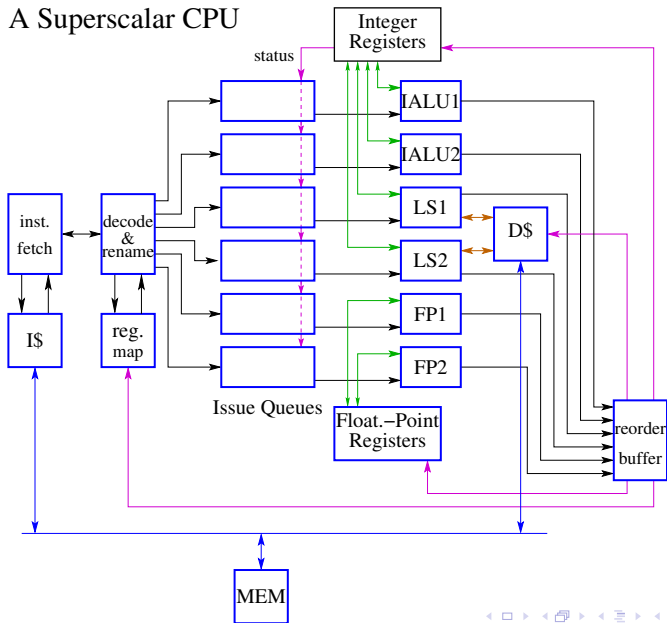 A Superscalar CPU
Integer
Registers
status
IALU1
IALU2
inst.
fetch
decode
&
rename
LS1
D$
LS2
I$
reg.
map
FP1
FP2
Issue Queues
Float.-Point
Registers
reorder
buffer
MEM